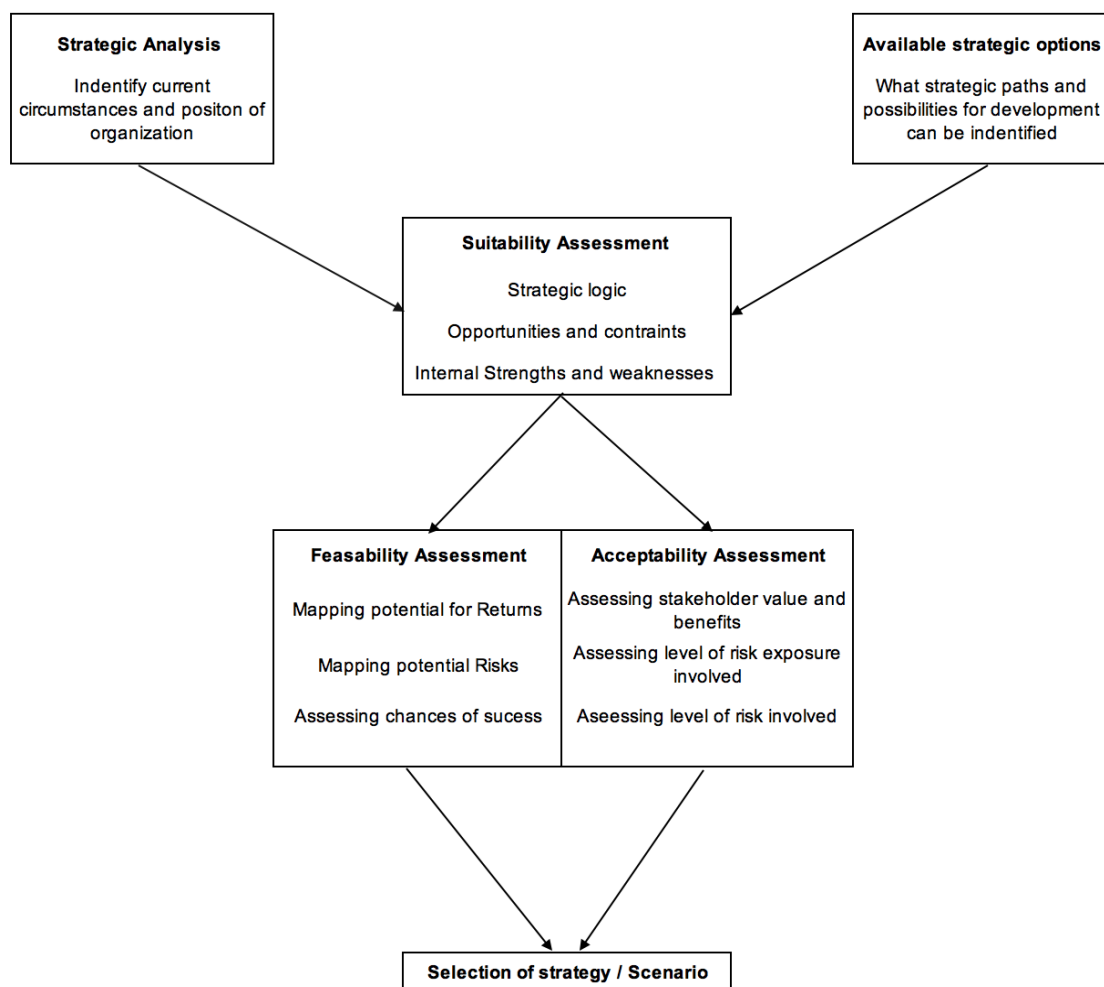 Strategic Analysis
Indentify current
circumstances and positon of
organization
Available strategic options
What strategic paths and
possibilities for development
can be indentified
Suitability Assessment
Strategic logic
Opportunities and contraints
Internal Strengths and weaknesses
Feasability Assessment
Mapping potential for Returns
Mapping potential Risks
Assessing chances of sucess
Acceptability Assessment
Assessing stakeholder value and
benefits
Assessing level of risk exposure
involved
Aseessing level of risk involved
Selection of strategy / Scenario